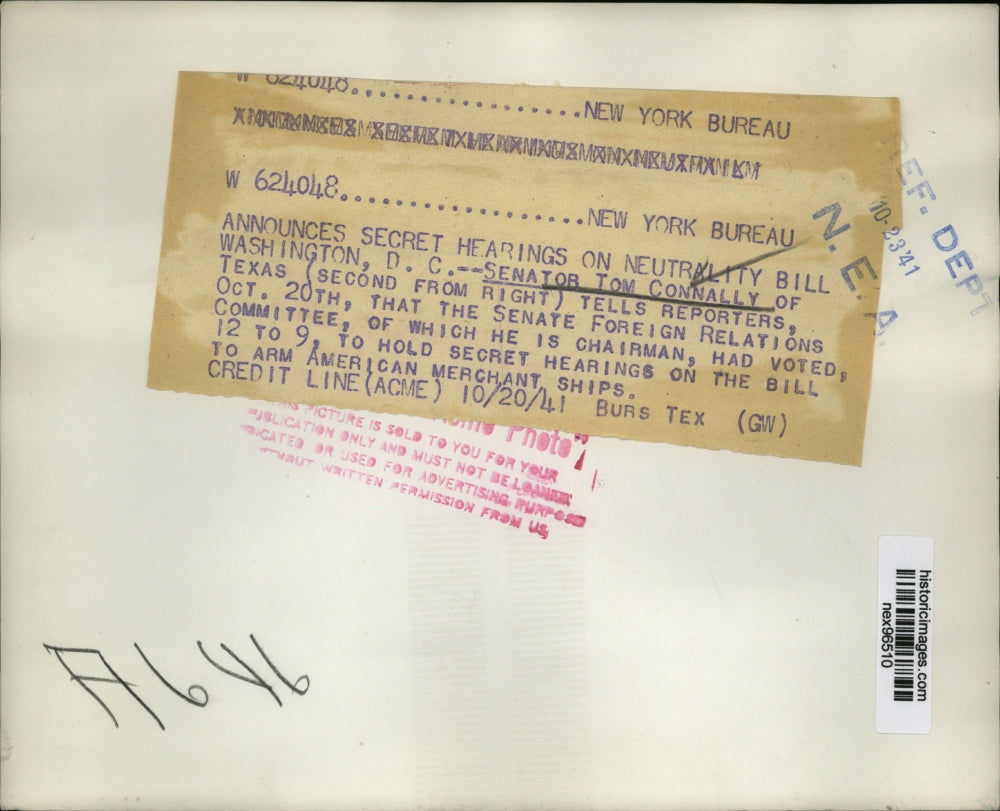 W 624048..................NEW YORK BUREAU
W 624048..................NEW YORK BUREAU
ANNOUNCES SECRET HEARINGS ON NEUTRALITY BILL
WASHINGTON, D. C.--SENATOR TOM CONNALLY OF
TEXAS (SECOND FROM RIGHT) TELLS REPORTERS,
OCT. 20TH, THAT THE SENATE FOREIGN RELATIONS
COMMITTEE, OF WHICH HE IS CHAIRMAN, HAD VOTED,
12 TO 9, TO HOLD SECRET HEARINGS ON THE BILL
TO ARM AMERICAN MERCHANT SHIPS.
CREDIT LINE (ACME) 10/20/41 BURS TEX (GW)
REF. DEPT
10-23'41
N. E. A.
Photo"
PICTURE IS SOLD TO YOU FOR YOUR
PUBLICATION ONLY AND MUST NOT BE LOANED,
OR USED FOR ADVERTISING PURPOSE
WITHOUT WRITTEN PERMISSION FROM US,
historicimages.com
nex96510